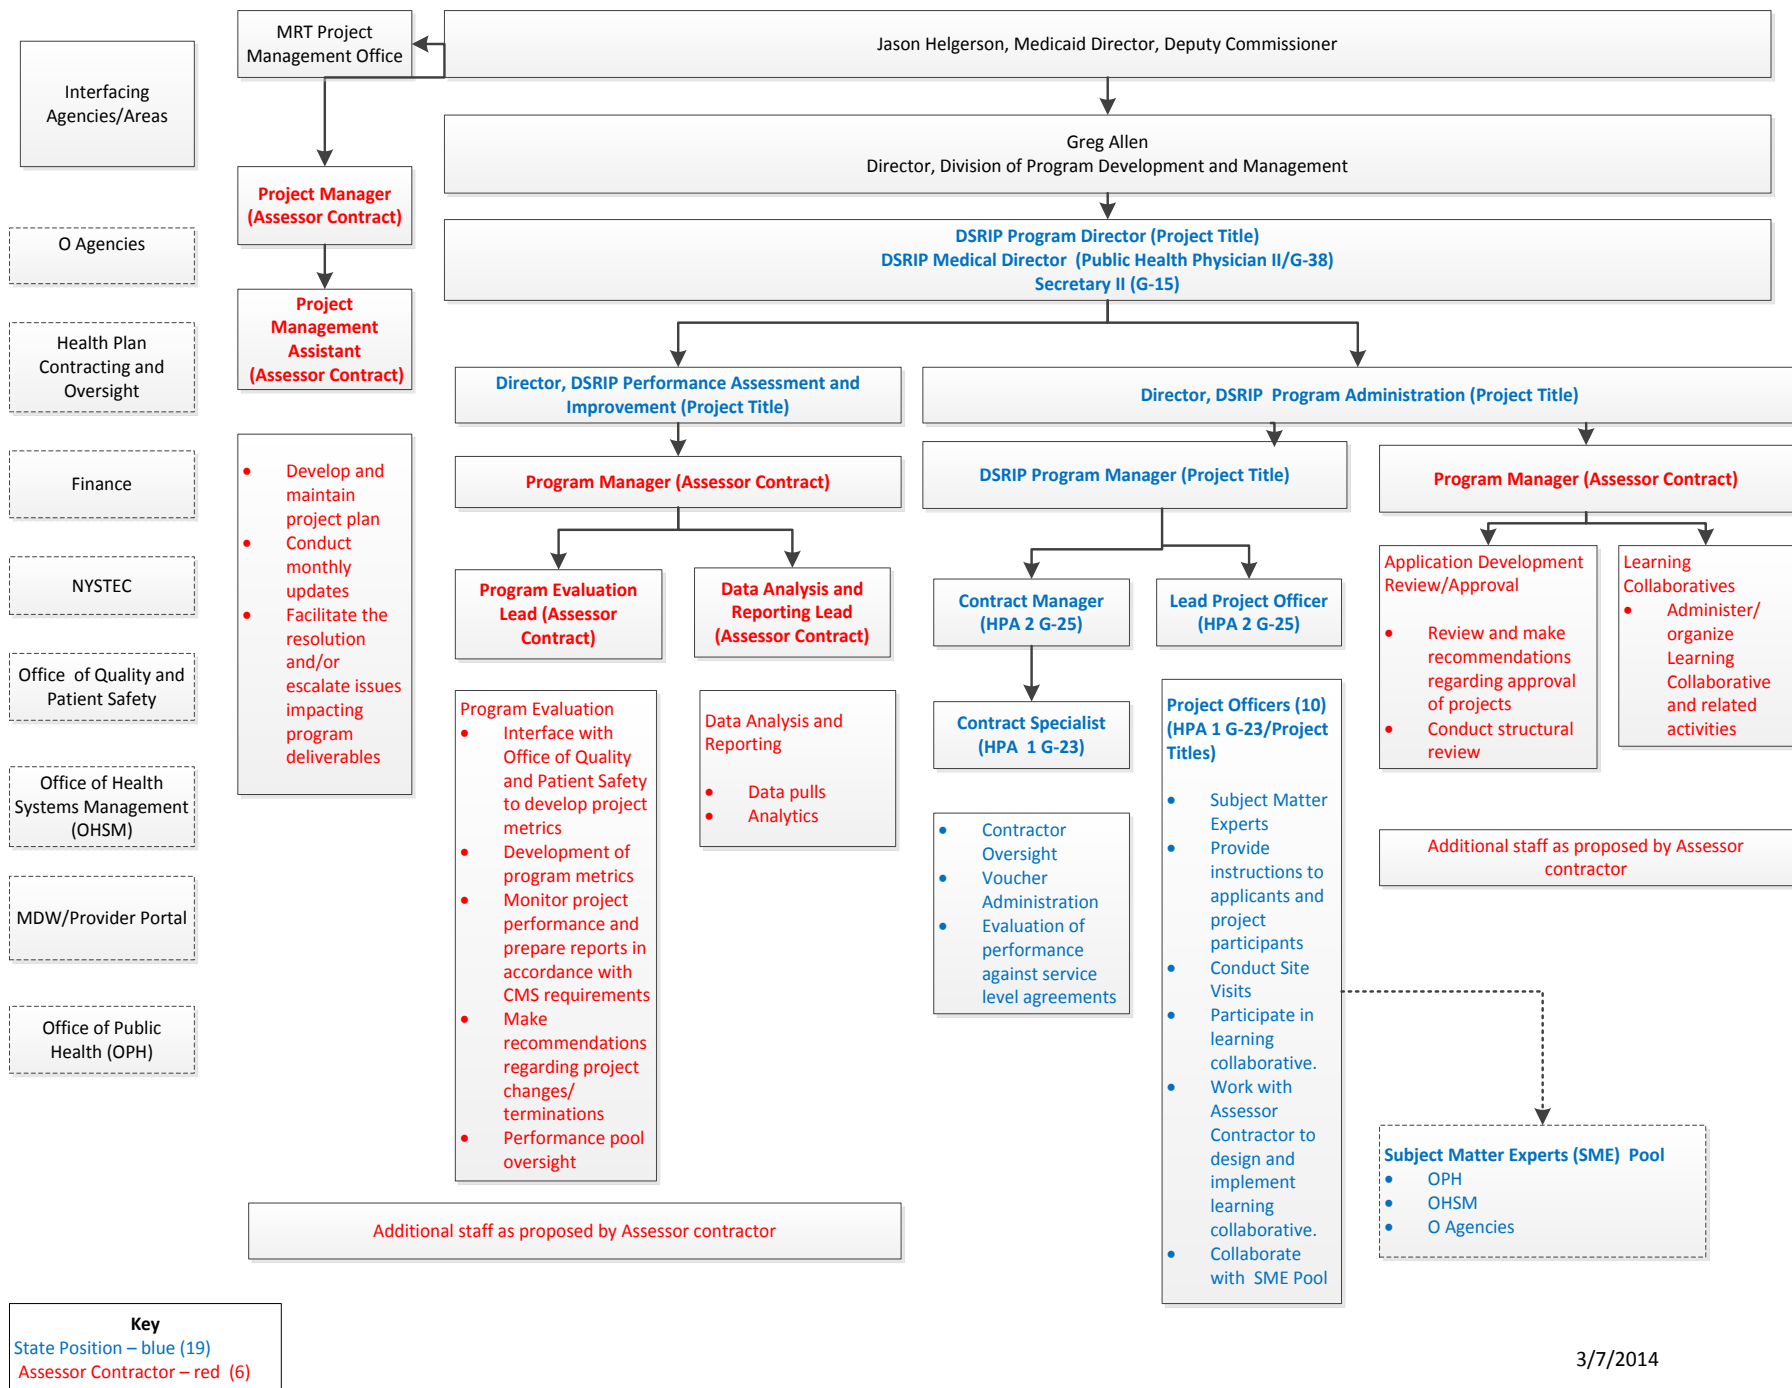 MRT Project
Management Office
Jason Helgerson, Medicaid Director, Deputy Commissioner
Interfacing
Agencies/Areas
Greg Allen
Director, Division of Program Development and Management
Project Manager
(Assessor Contract)
O Agencies
DSRIP Program Director (Project Title)
DSRIP Medical Director (Public Health Physician II/G-38)
Secretary II (G-15)
Project
Management
Assistant
(Assessor Contract)
Health Plan
Contracting and
Oversight
Director, DSRIP Performance Assessment and
Improvement (Project Title)
Director, DSRIP Program Administration (Project Title)
• Develop and
maintain
project plan
• Conduct
monthly
updates
• Facilitate the
resolution
and/or
escalate issues
impacting
program
deliverables
Finance
Program Manager (Assessor Contract)
DSRIP Program Manager (Project Title)
Program Manager (Assessor Contract)
NYSTEC
Program Evaluation
Lead (Assessor
Contract)
Data Analysis and
Reporting Lead
(Assessor Contract)
Contract Manager
(HPA 2 G-25)
Lead Project Officer
(HPA 2 G-25)
Application Development
Review/Approval
• Review and make
recommendations
regarding approval
of projects
• Conduct structural
review
Learning
Collaboratives
• Administer/
organize
Learning
Collaborative
and related
activities
Office of Quality and
Patient Safety
Program Evaluation
• Interface with
Office of Quality
and Patient Safety
to develop project
metrics
• Development of
program metrics
• Monitor project
performance and
prepare reports in
accordance with
CMS requirements
• Make
recommendations
regarding project
changes/
terminations
• Performance pool
oversight
Data Analysis and
Reporting
• Data pulls
• Analytics
Contract Specialist
(HPA 1 G-23)
Project Officers (10)
(HPA 1 G-23/Project
Titles)
• Subject Matter
Experts
• Provide
instructions to
applicants and
project
participants
• Conduct Site
Visits
• Participate in
learning
collaborative.
• Work with
Assessor
Contractor to
design and
implement
learning
collaborative.
• Collaborate
with SME Pool
Office of Health
Systems Management
(OHSM)
• Contractor
Oversight
• Voucher
Administration
• Evaluation of
performance
against service
level agreements
Additional staff as proposed by Assessor
contractor
MDW/Provider Portal
Office of Public
Health (OPH)
Subject Matter Experts (SME) Pool
• OPH
• OHSM
• O Agencies
Additional staff as proposed by Assessor contractor
Key
State Position – blue (19)
Assessor Contractor – red (6)
3/7/2014